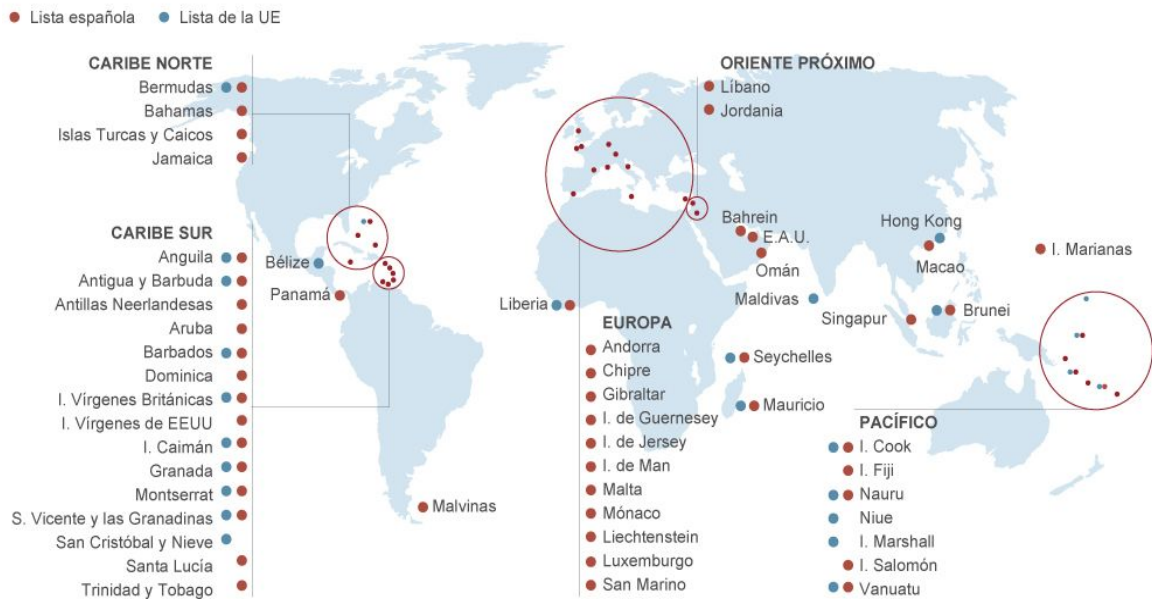 Lista española
Lista de la UE
CARIBE NORTE
Bermudas
Bahamas
Islas Turcas y Caicos
Jamaica
CARIBE SUR
Anguila
Antigua y Barbuda
Antillas Neerlandesas
Aruba
Barbados
Dominica
I. Vírgenes Británicas
I. Vírgenes de EEUU
I. Caimán
Granada
Montserrat
S. Vicente y las Granadinas
San Cristóbal y Nieve
Santa Lucía
Trinidad y Tobago
Bélize
Panamá
Malvinas
Liberia
EUROPA
Andorra
Chipre
Gibraltar
I. de Guernesey
I. de Jersey
I. de Man
Malta
Mónaco
Liechtenstein
Luxemburgo
San Marino
ORIENTE PRÓXIMO
Líbano
Jordania
Bahrein
E.A.U.
Omán
Maldivas
Seychelles
Mauricio
Hong Kong
Macao
Singapur
Brunei
I. Marianas
PACÍFICO
I. Cook
I. Fiji
Nauru
Niue
I. Marshall
I. Salomón
Vanuatu